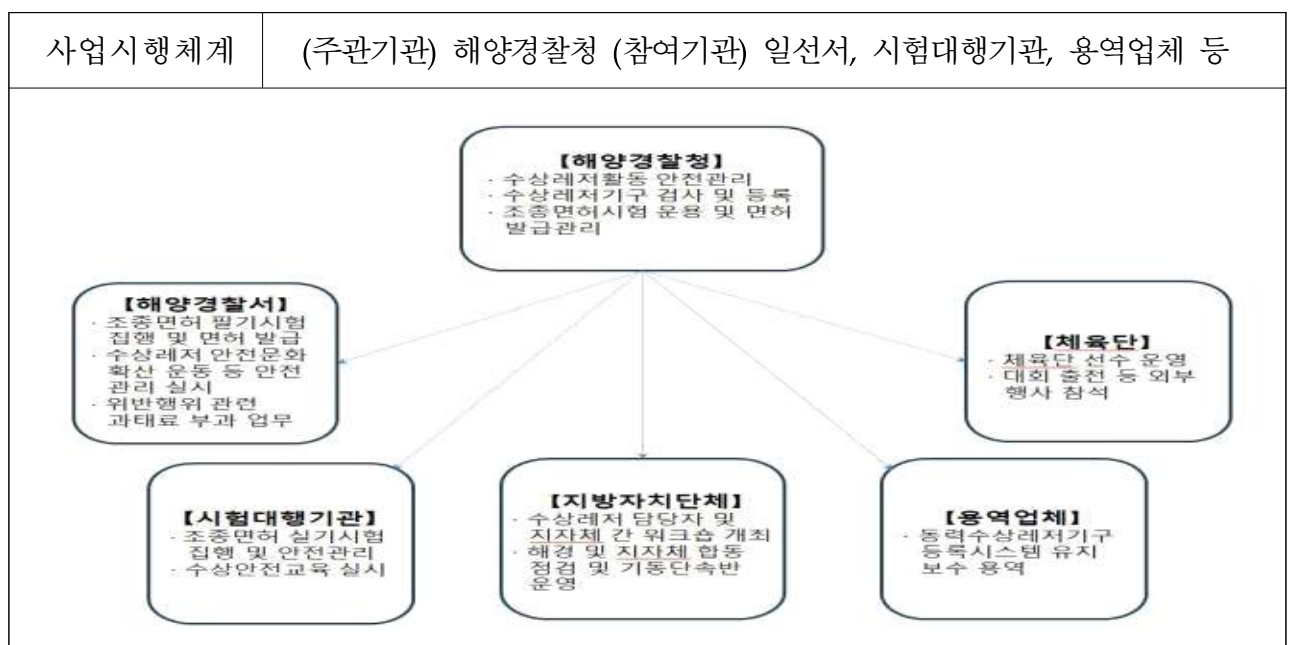 사업시행체계
(주관기관) 해양경찰청 (참여기관) 일선서, 시험대행기관, 용역업체 등
【해양경찰청】
· 수상레저활동 안전관리
· 수상레저기구 검사 및 등록
· 조종면허시험 운용 및 면허
발급관리
【해양경찰서】
· 조종면허 필기시험
집행 및 면허 발급
· 수상레저 안전문화
확산 운동 등 안전
관리 실시
· 위반행위 관련
과태료 부과 업무
【체육단】
· 체육단 선수 운영
· 대회 출전 등 외부
행사 참석
【시험대행기관】
· 조종면허 실기시험
집행 및 안전관리
· 수상안전교육 실시
【지방자치단체】
· 수상레저 담당자 및
지자체 간 워크숍 개최
· 해경 및 지자체 합동
점검 및 기동단속반
운영
【용역업체】
· 동력수상레저기구
등록시스템 유지
보수 용역